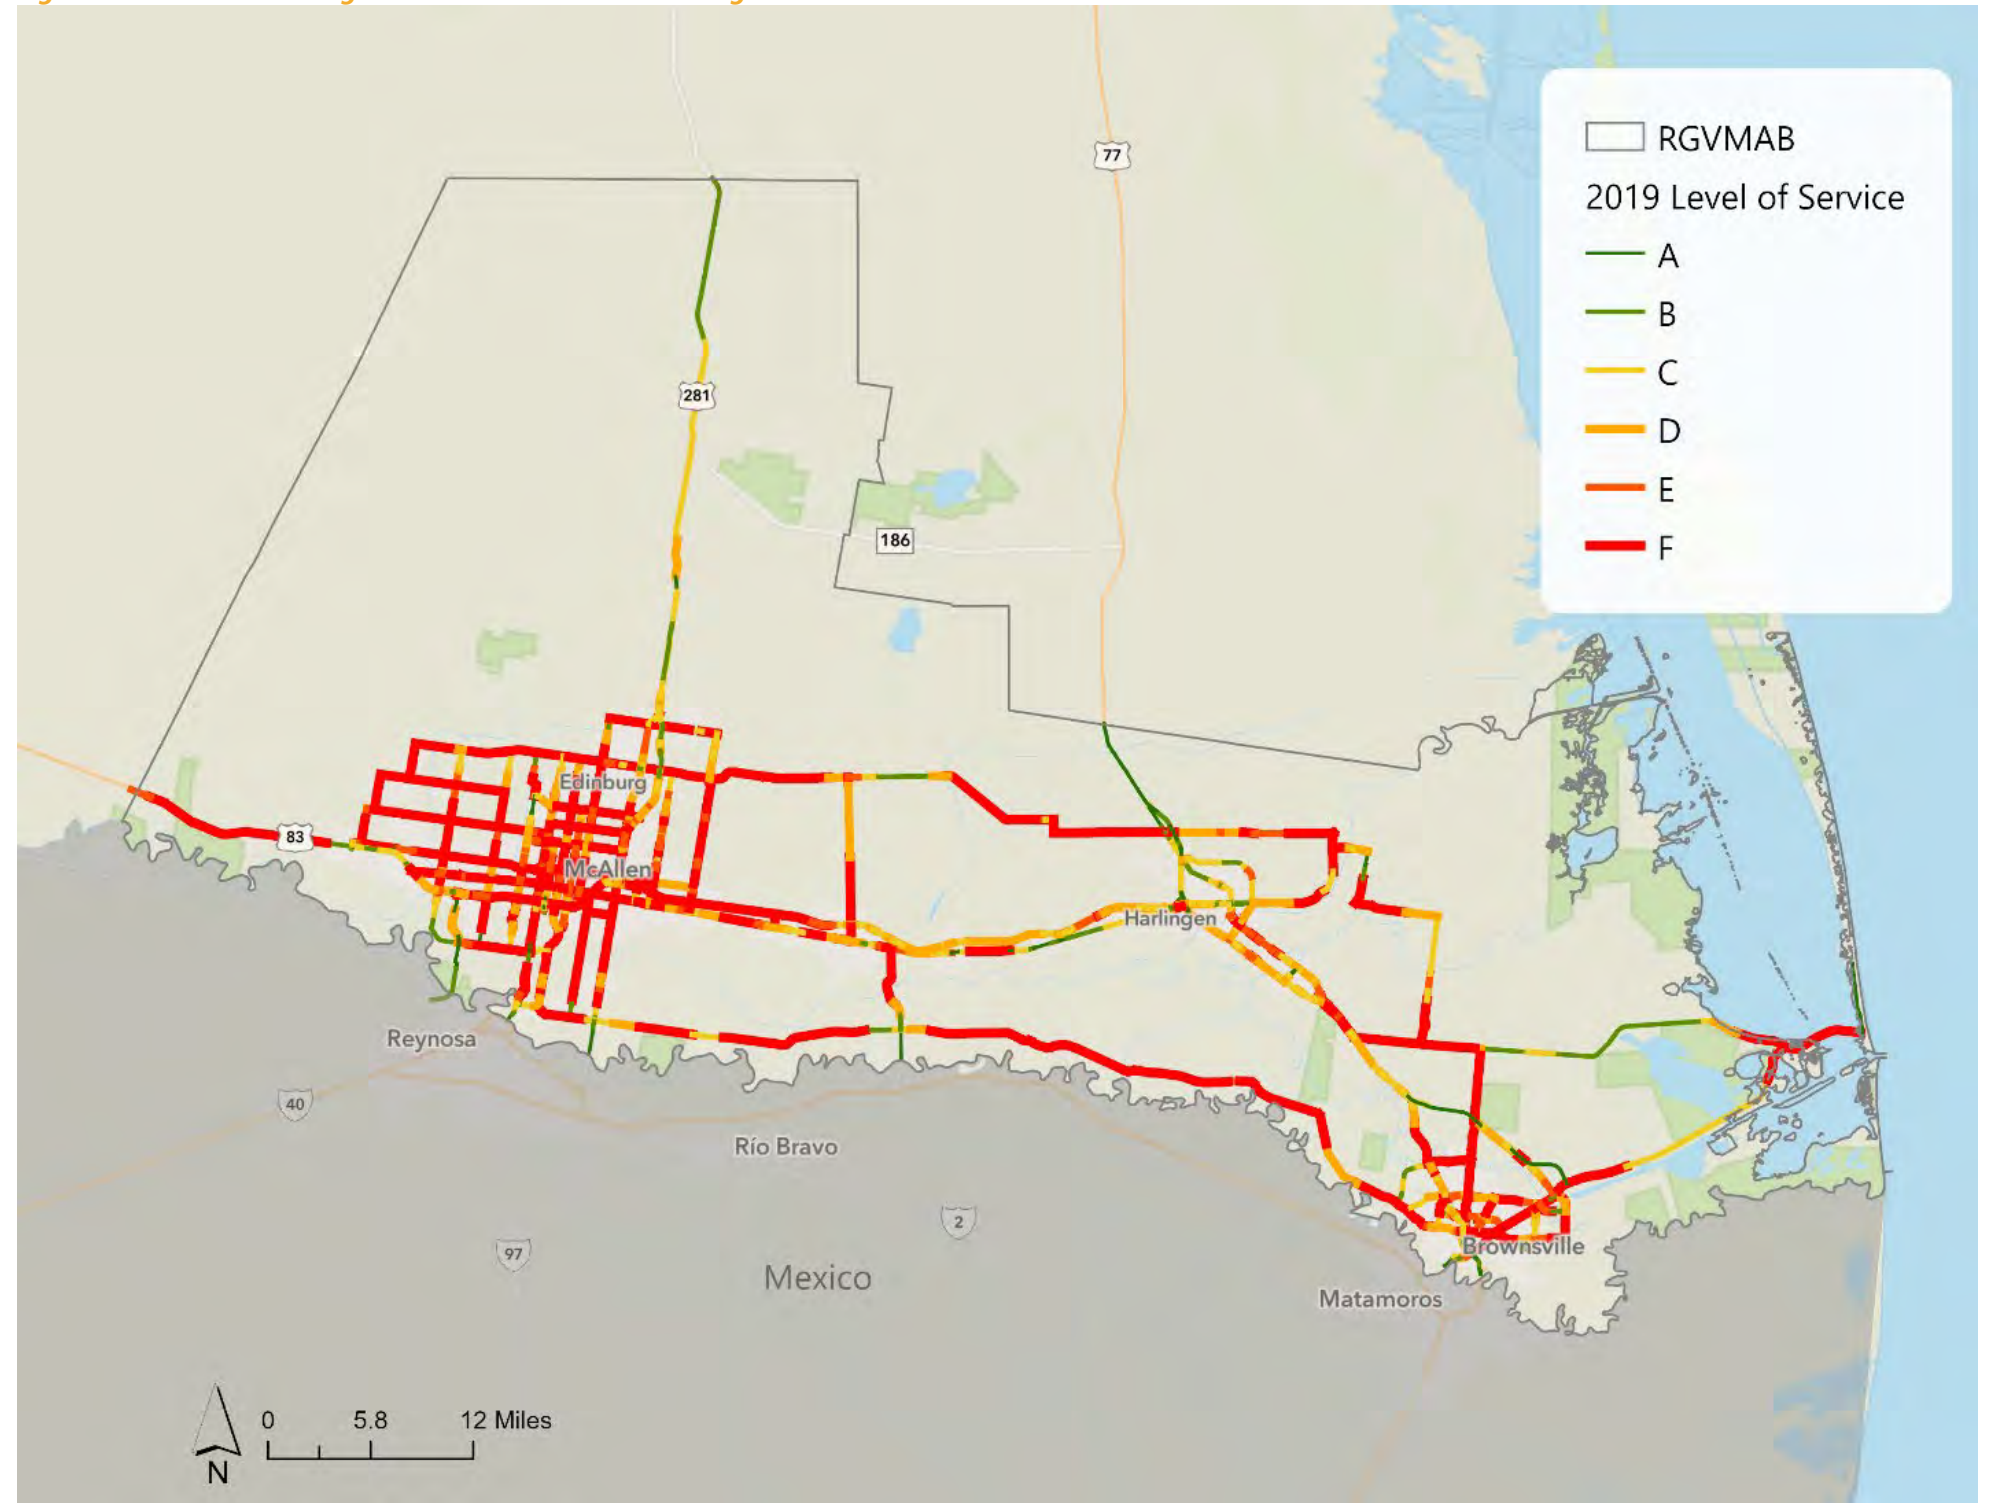 77
RGVMAB
2019 Level of Service
A
B
C
D
E
F
281
186
Edinburg
83
McAllen
Harlingen
Reynosa
40
Río Bravo
2
97
Brownsville
Mexico
Matamoros
0 5.8 12 Miles
N